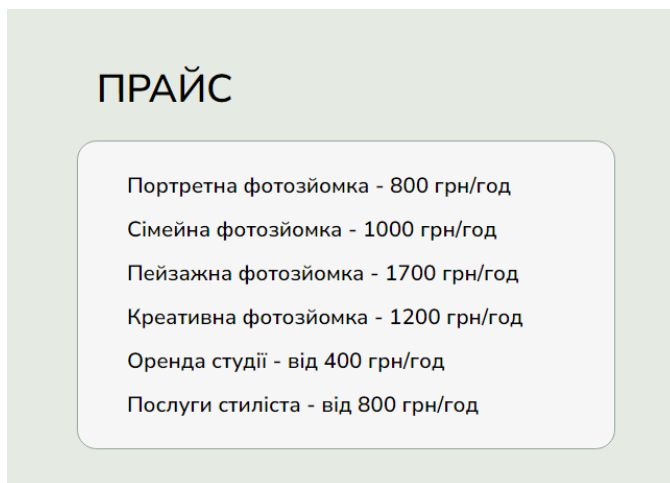 ПРАЙС
Портретна фотозйомка - 800 грн/год
Сімейна фотозйомка - 1000 грн/год
Пейзажна фотозйомка - 1700 грн/год
Креативна фотозйомка - 1200 грн/год
Оренда студії - від 400 грн/год
Послуги стиліста - від 800 грн/год